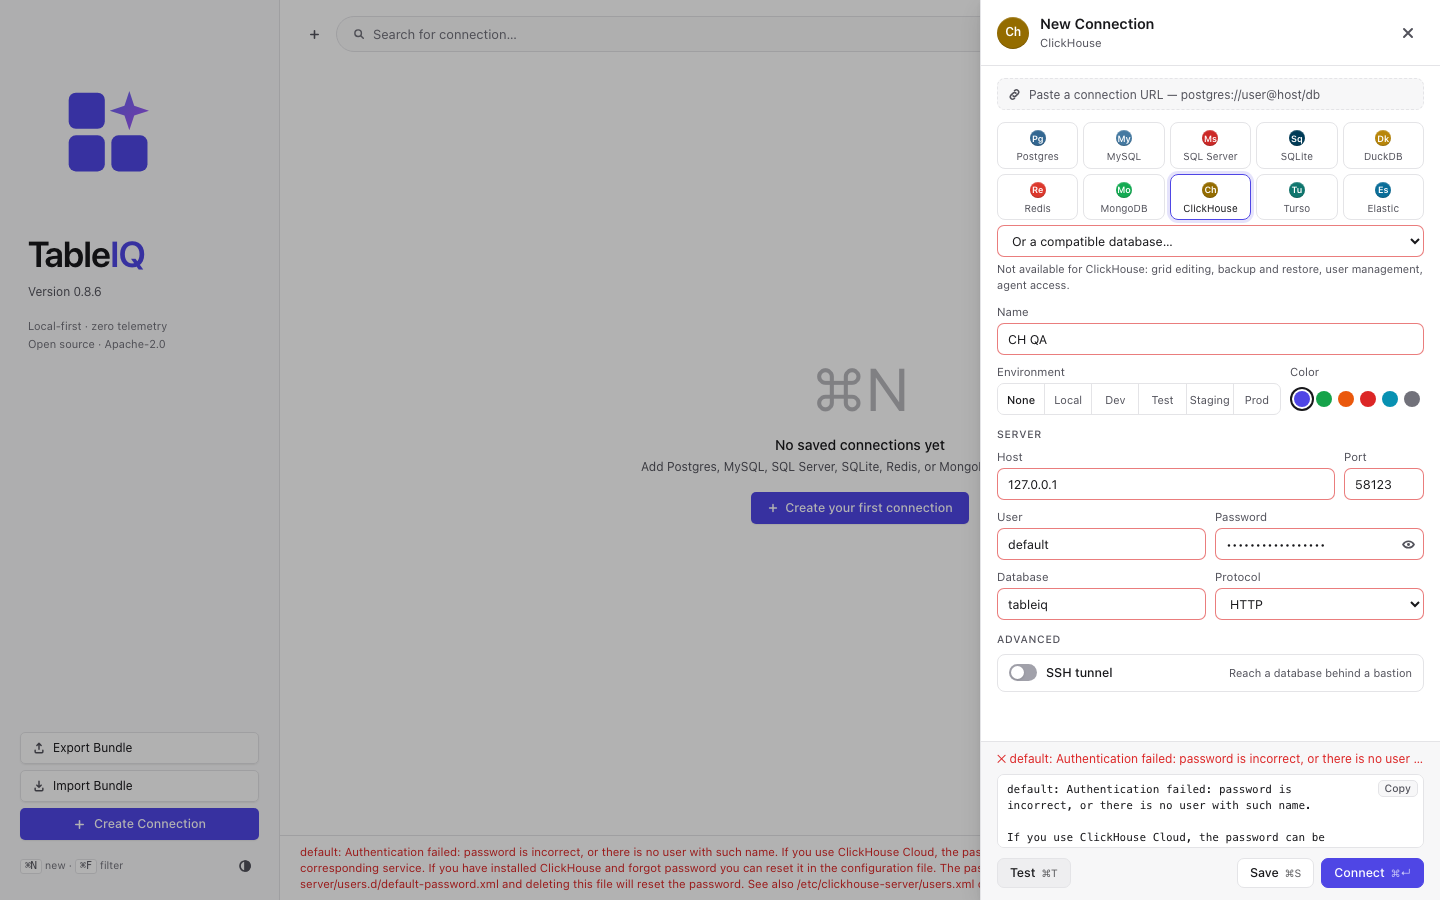 TableIQ
Version 0.8.6
Local-first · zero telemetry
Open source · Apache-2.0
Export Bundle
Import Bundle
+ Create Connection
⌘N new · ⌘F filter
+
Search for connection...
⌘N
No saved connections yet
Add Postgres, MySQL, SQL Server, SQLite, Redis, or
+ Create your first connection
default: Authentication failed: password is incorrect, or there is no user with such name. If you use ClickHouse Cloud, the
corresponding service. If you have installed ClickHouse and forgot password you can reset it in the configuration file. The
server/users.d/default-password.xml and deleting this file will reset the password. See also /etc/clickhouse-server/users.xml
Ch
New Connection
ClickHouse
Paste a connection URL — postgres://user@host/db
Pg My Ms Sq Dk
Postgres MySQL SQL Server SQLite DuckDB
Re Mo Ch Tu Es
Redis MongoDB ClickHouse Turso Elastic
Or a compatible database...
Not available for ClickHouse: grid editing, backup and restore, user management,
agent access.
Name
CH QA
Environment Color
None Local Dev Test Staging Prod
SERVER
Host Port
127.0.0.1 58123
User Password
default ••••••••••••••••
Database Protocol
tableiq HTTP
ADVANCED
SSH tunnel Reach a database behind a bastion
default: Authentication failed: password is incorrect, or there is no user ...
default: Authentication failed: password is
incorrect, or there is no user with such name.
If you use ClickHouse Cloud, the password can be
Copy
Test ⌘T Save ⌘S Connect ⌘↵